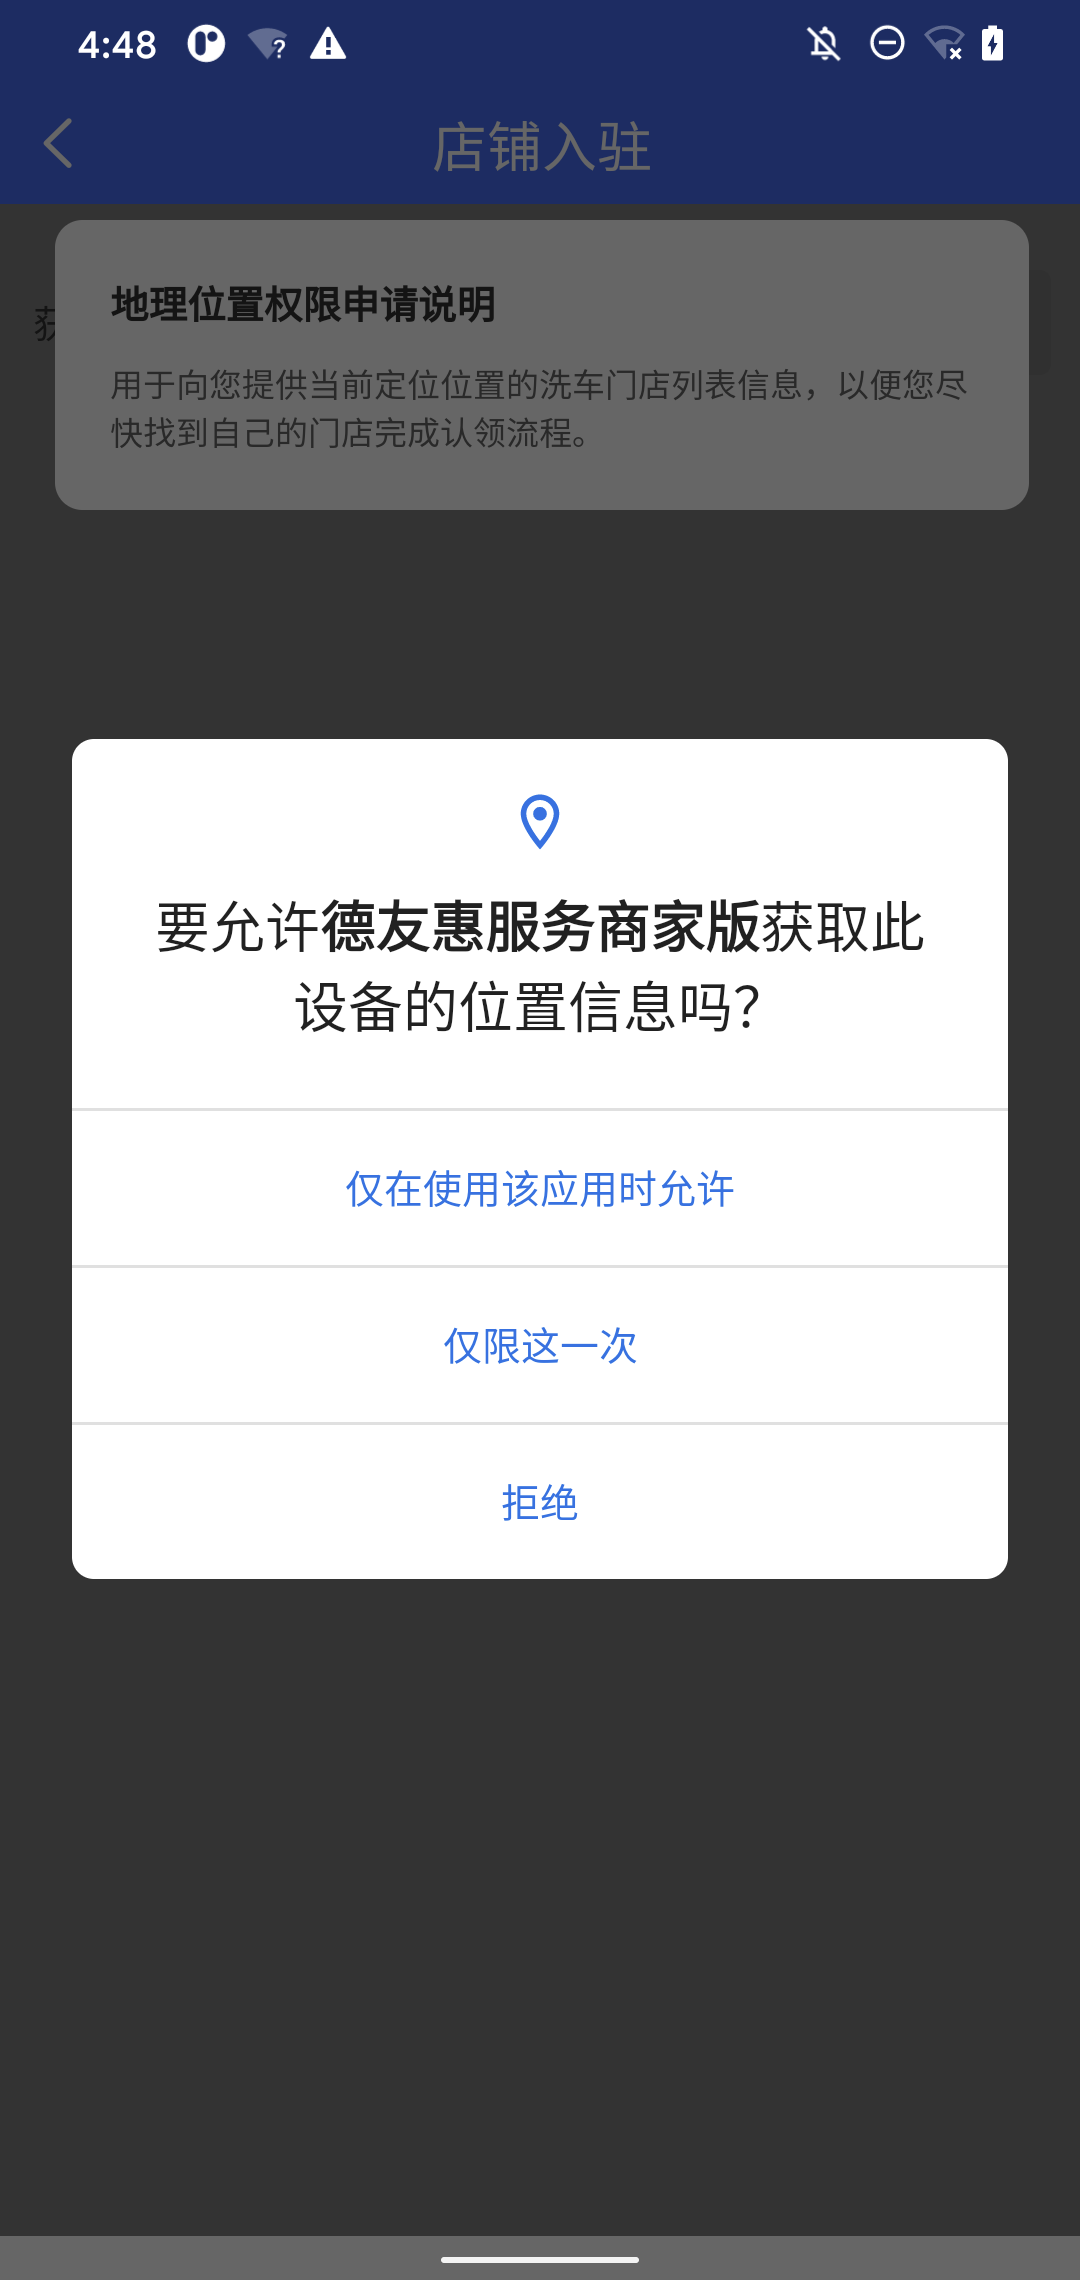 4:48
店铺入驻
地理位置权限申请说明
用于向您提供当前定位位置的洗车门店列表信息，以便您尽
快找到自己的门店完成认领流程。
要允许德友惠服务商家版获取此
设备的位置信息吗？
仅在使用该应用时允许
仅限这一次
拒绝